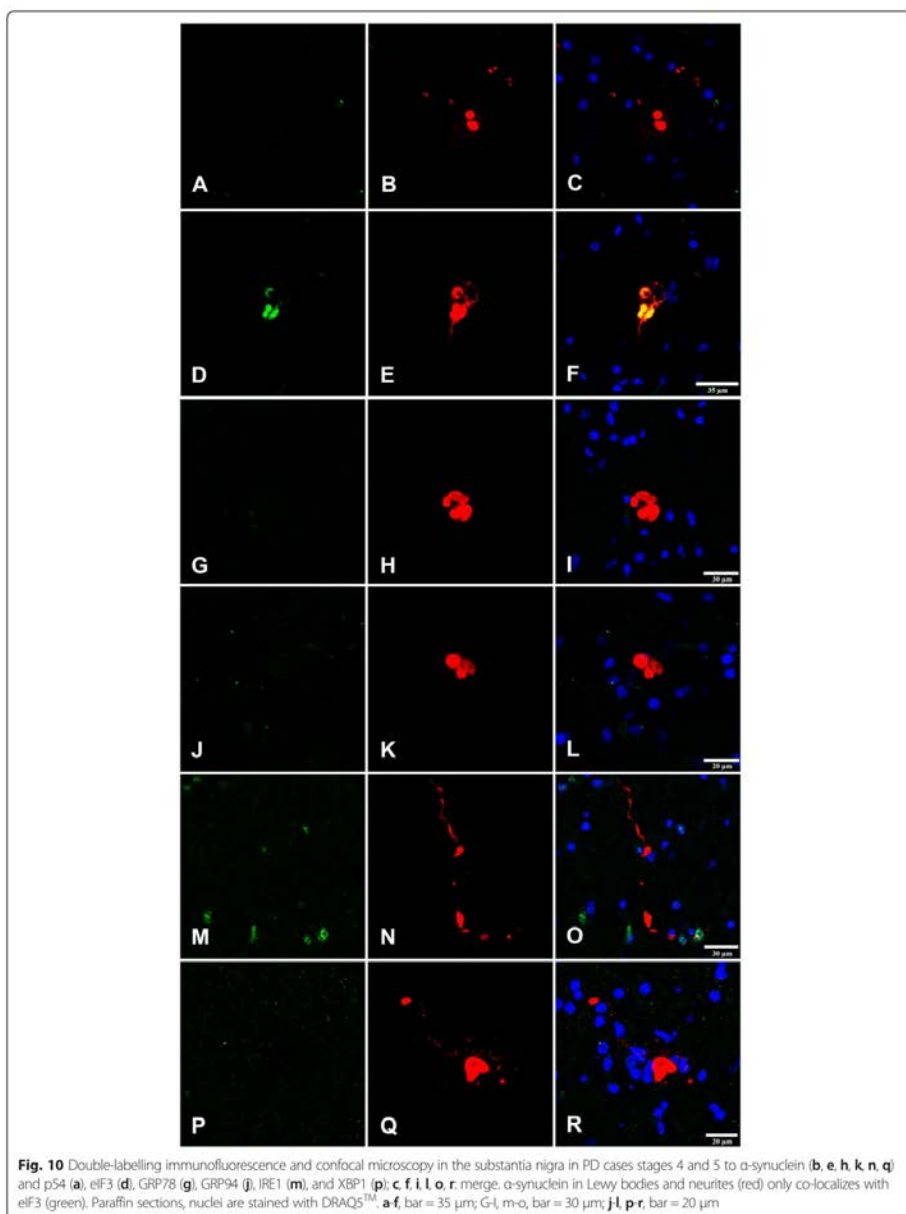 A B C
D E F
35 µm
G H I
30 µm
J K L
20 µm
M N O
30 µm
P Q R
20 µm
Fig. 10 Double-labelling immunofluorescence and confocal microscopy in the substantia nigra in PD cases stages 4 and 5 to α-synuclein (b, e, h, k, n, q)
and p54 (a), eIF3 (d), GRP78 (g), GRP94 (j), IRE1 (m), and XBP1 (p); c, f, i, l, o, r: merge. α-synuclein in Lewy bodies and neurites (red) only co-localizes with
eIF3 (green). Paraffin sections, nuclei are stained with DRAQ5™. a-f, bar = 35 µm; G-I, m-o, bar = 30 µm; j-l, p-r, bar = 20 µm